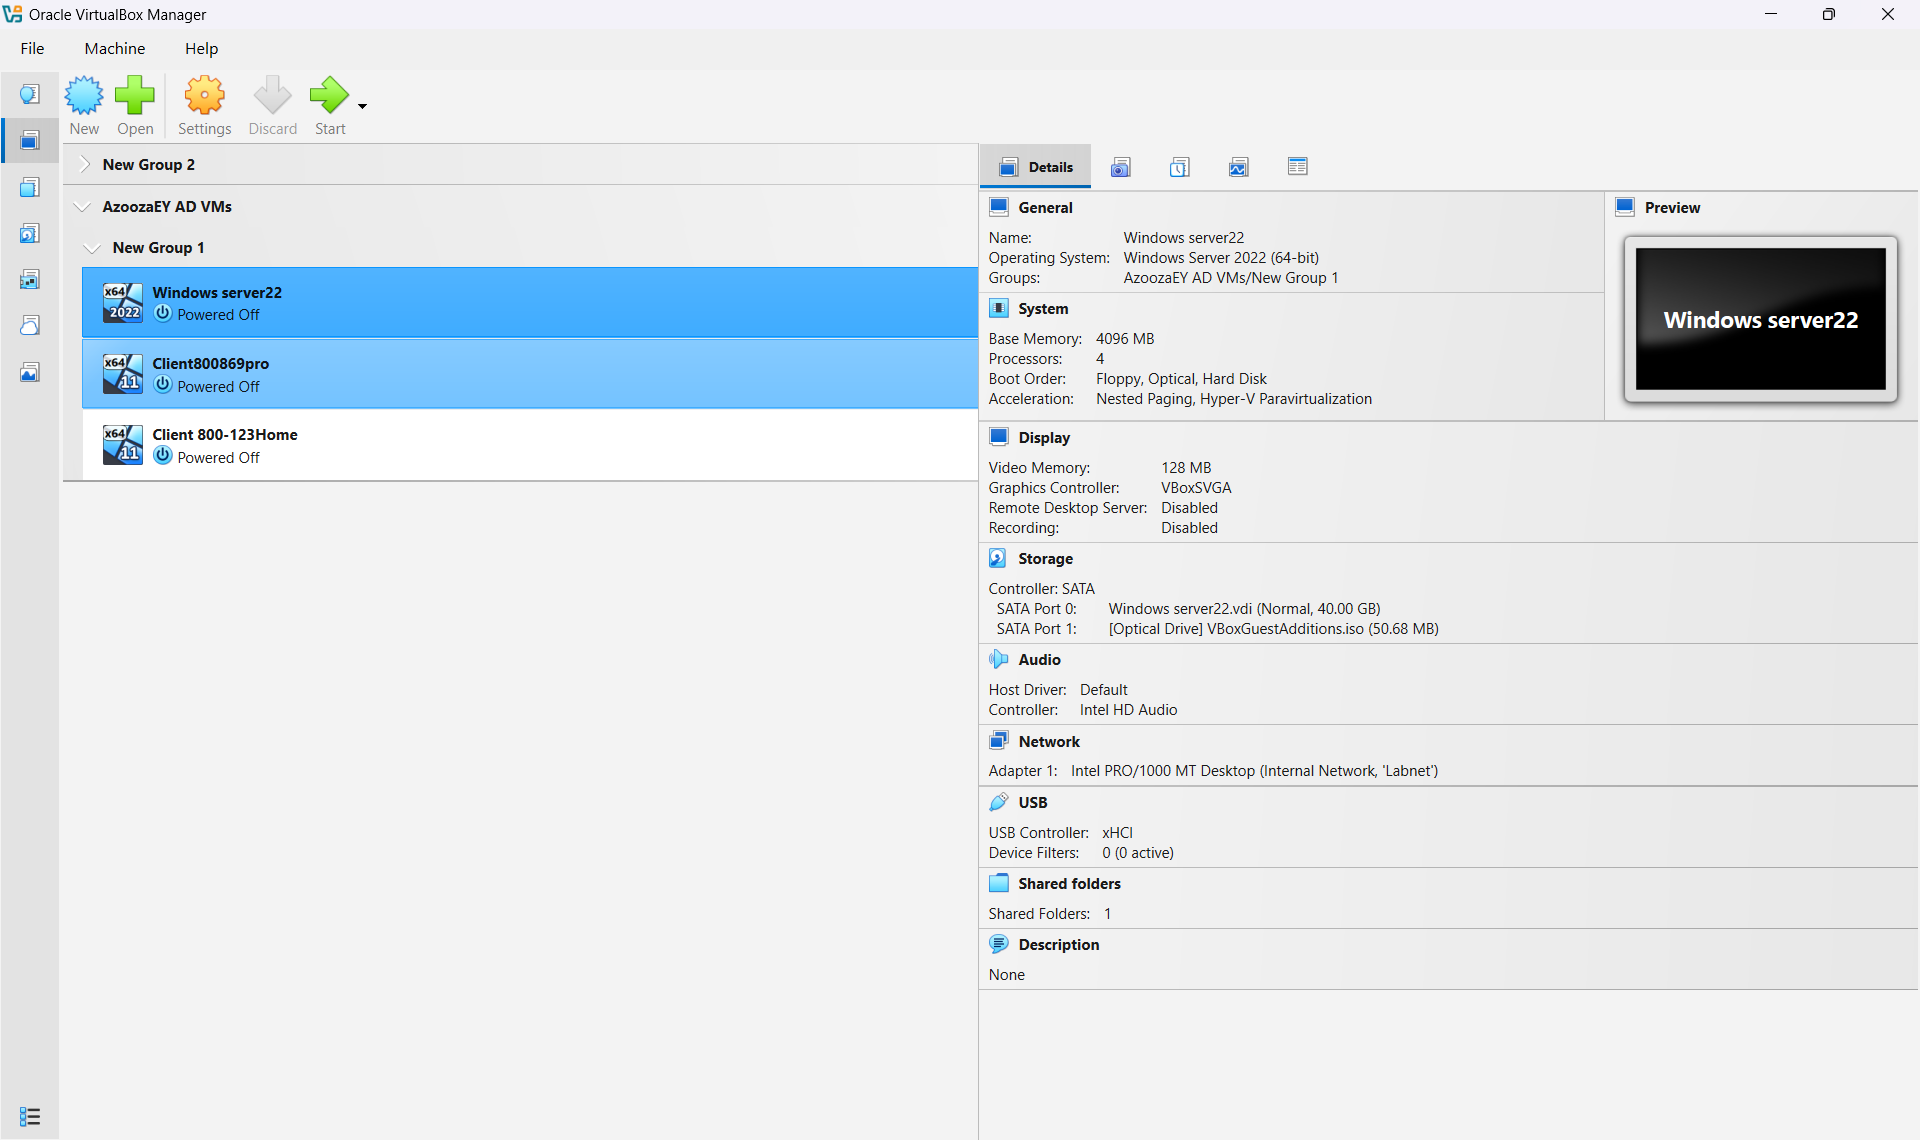 Oracle VirtualBox Manager
File Machine Help
New Open Settings Discard Start
New Group 2
AzoozaEY AD VMs
New Group 1
x64 2022 Windows server22
Powered Off
x64 11 Client800869pro
Powered Off
x64 11 Client 800-123Home
Powered Off
Details
General
Name: Windows server22
Operating System: Windows Server 2022 (64-bit)
Groups: AzoozaEY AD VMs/New Group 1
Preview
Windows server22
System
Base Memory: 4096 MB
Processors: 4
Boot Order: Floppy, Optical, Hard Disk
Acceleration: Nested Paging, Hyper-V Paravirtualization
Display
Video Memory: 128 MB
Graphics Controller: VBoxSVGA
Remote Desktop Server: Disabled
Recording: Disabled
Storage
Controller: SATA
SATA Port 0: Windows server22.vdi (Normal, 40.00 GB)
SATA Port 1: [Optical Drive] VBoxGuestAdditions.iso (50.68 MB)
Audio
Host Driver: Default
Controller: Intel HD Audio
Network
Adapter 1: Intel PRO/1000 MT Desktop (Internal Network, 'Labnet')
USB
USB Controller: xHCI
Device Filters: 0 (0 active)
Shared folders
Shared Folders: 1
Description
None